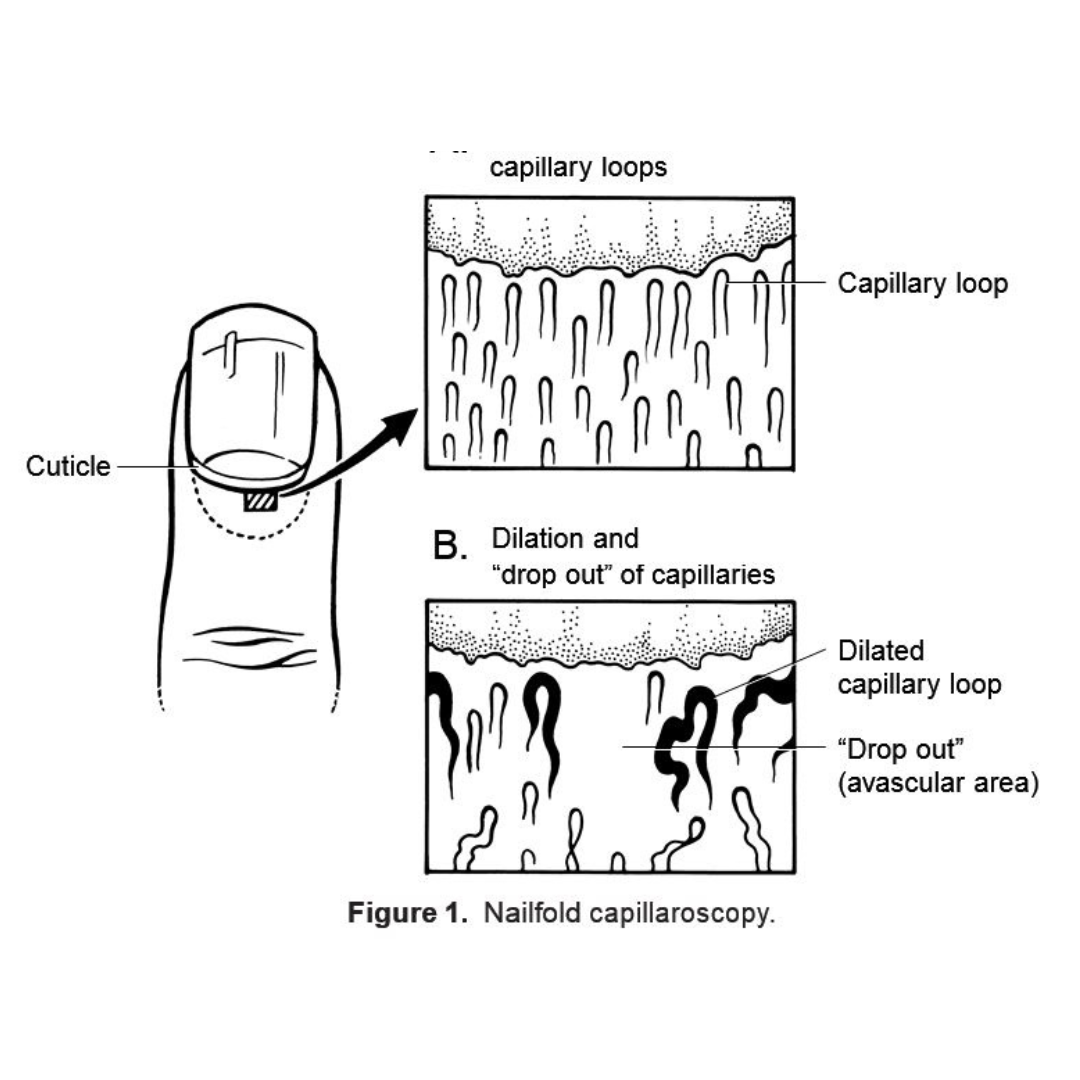 capillary loops
Capillary loop
Cuticle
B. Dilation and
“drop out” of capillaries
Dilated
capillary loop
“Drop out”
(avascular area)
Figure 1. Nailfold capillaroscopy.